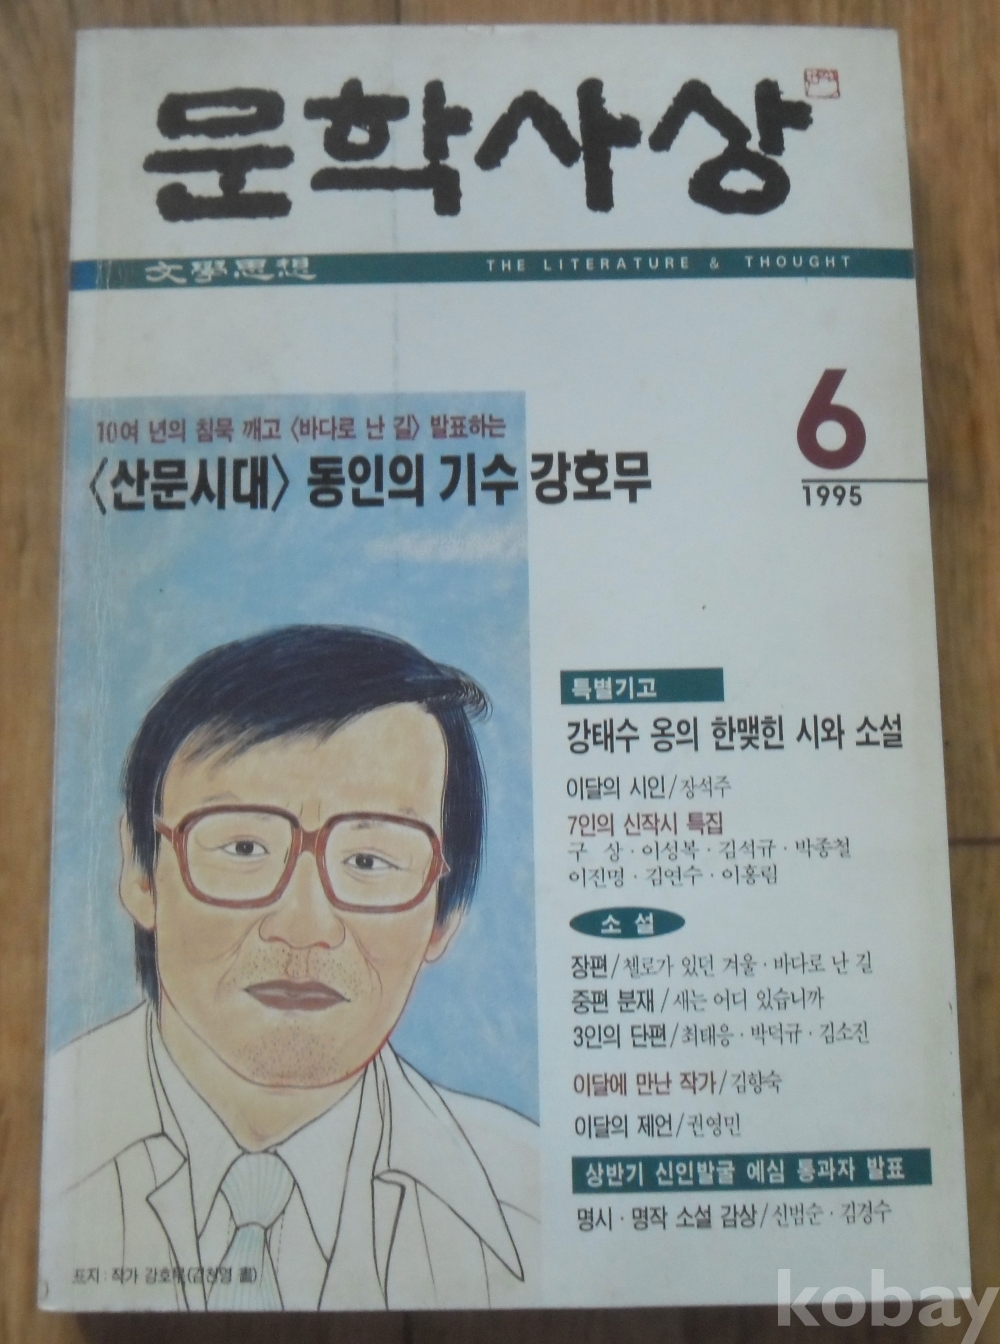 문학사상
文學思想 THE LITERATURE & THOUGHT
6
1995
10여 년의 침묵 깨고 〈바다로 난 길〉 발표하는
〈산문시대〉 동인의 기수 강호무
특별기고
강태수 옹의 한맺힌 시와 소설
이달의 시인/장석주
7인의 신작시 특집
구 상·이성복·김석규·박종철
이진명·김연수·이홍림
소 설
장편/첼로가 있던 겨울·바다로 난 길
중편 분재/새는 어디 있습니까
3인의 단편/최태응·박덕규·김소진
이달에 만난 작가/김향숙
이달의 제언/권영민
상반기 신인발굴 예심 통과자 발표
명시·명작 소설 감상/신범순·김경수
표지: 작가 강호무
kobay